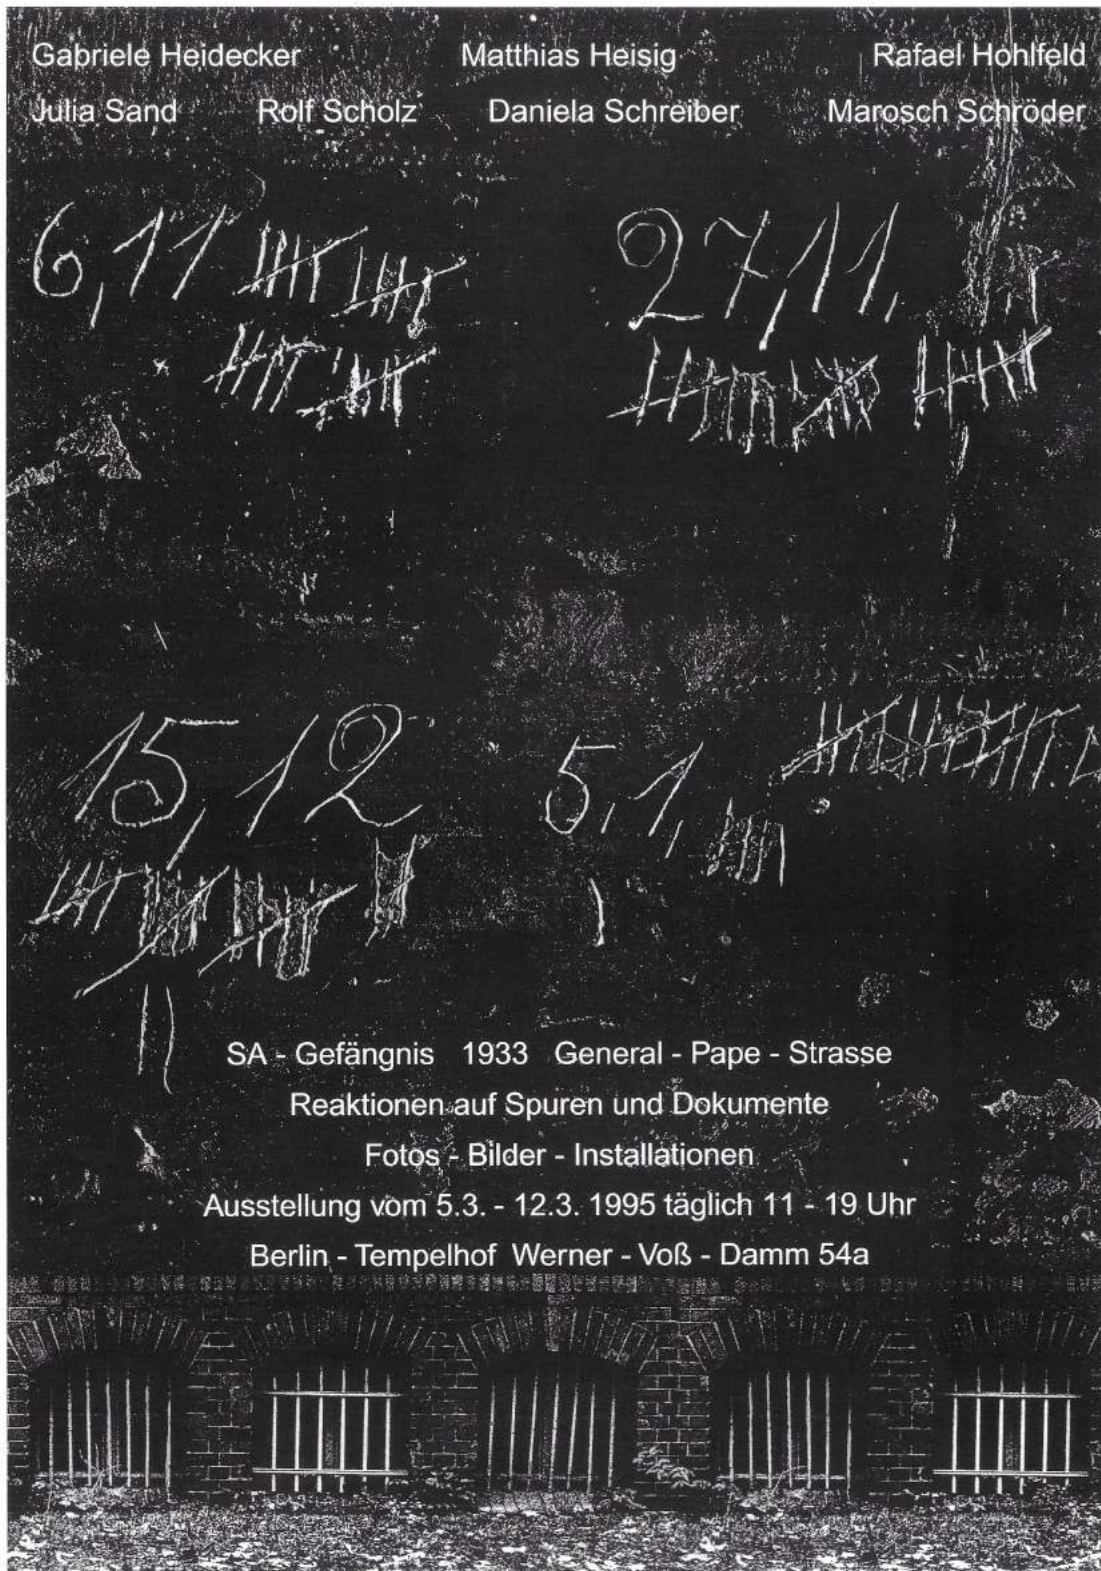 Gabriele Heidecker Matthias Heisig Rafael Hohlfeld
Julia Sand Rolf Scholz Daniela Schreiber Marosch Schröder
6,11 27,11,
15,12 5,1,
SA - Gefängnis 1933 General - Pape - Strasse
Reaktionen auf Spuren und Dokumente
Fotos - Bilder - Installationen
Ausstellung vom 5.3. - 12.3. 1995 täglich 11 - 19 Uhr
Berlin - Tempelhof Werner - Voß - Damm 54a